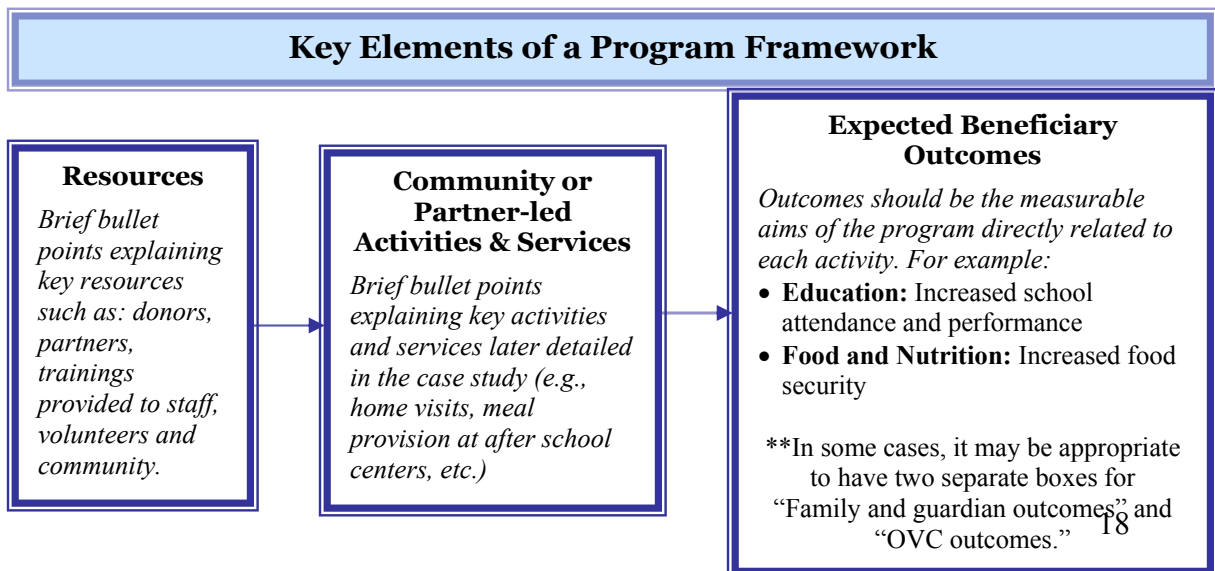 Key Elements of a Program Framework
Resources
Brief bullet
points explaining
key resources
such as: donors,
partners,
trainings
provided to staff,
volunteers and
community.
Community or
Partner-led
Activities & Services
Brief bullet points
explaining key activities
and services later detailed
in the case study (e.g.,
home visits, meal
provision at after school
centers, etc.)
Expected Beneficiary
Outcomes
Outcomes should be the measurable
aims of the program directly related to
each activity. For example:
• Education: Increased school
attendance and performance
• Food and Nutrition: Increased food
security
**In some cases, it may be appropriate
to have two separate boxes for
“Family and guardian outcomes” and
“OVC outcomes.”
18